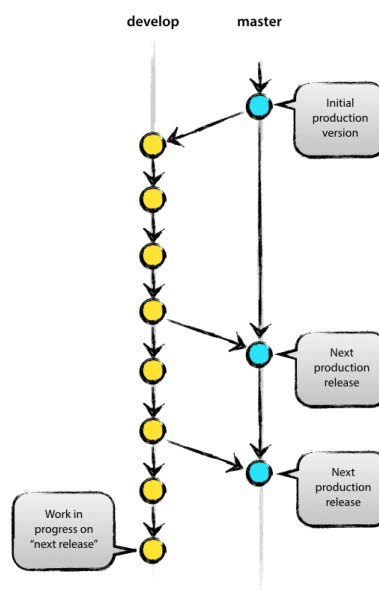 develop
master
Initial
production
version
Next
production
release
Next
production
release
Work in
progress on
“next release”